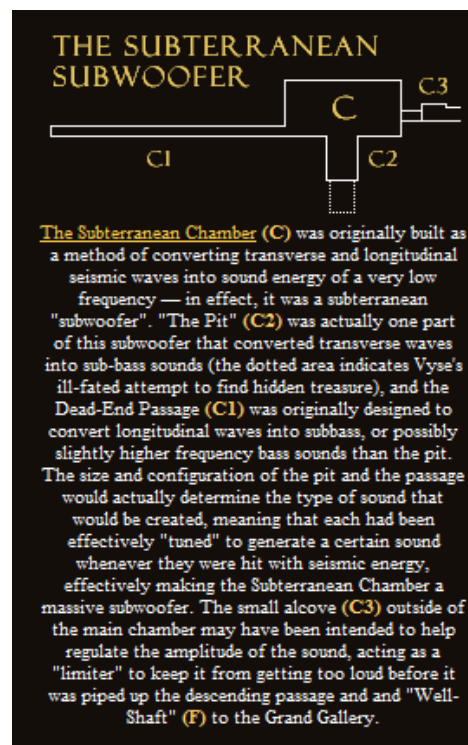 THE SUBTERRANEAN
SUBWOOFER
C3
C
C1
C2
The Subterranean Chamber (C) was originally built as
a method of converting transverse and longitudinal
seismic waves into sound energy of a very low
frequency — in effect, it was a subterranean
"subwoofer". "The Pit" (C2) was actually one part
of this subwoofer that converted transverse waves
into sub-bass sounds (the dotted area indicates Vyse's
ill-fated attempt to find hidden treasure), and the
Dead-End Passage (C1) was originally designed to
convert longitudinal waves into subbass, or possibly
slightly higher frequency bass sounds than the pit.
The size and configuration of the pit and the passage
would actually determine the type of sound that
would be created, meaning that each had been
effectively "tuned" to generate a certain sound
whenever they were hit with seismic energy,
effectively making the Subterranean Chamber a
massive subwoofer. The small alcove (C3) outside of
the main chamber may have been intended to help
regulate the amplitude of the sound, acting as a
"limiter" to keep it from getting too loud before it
was piped up the descending passage and and "Well-
Shaft" (F) to the Grand Gallery.